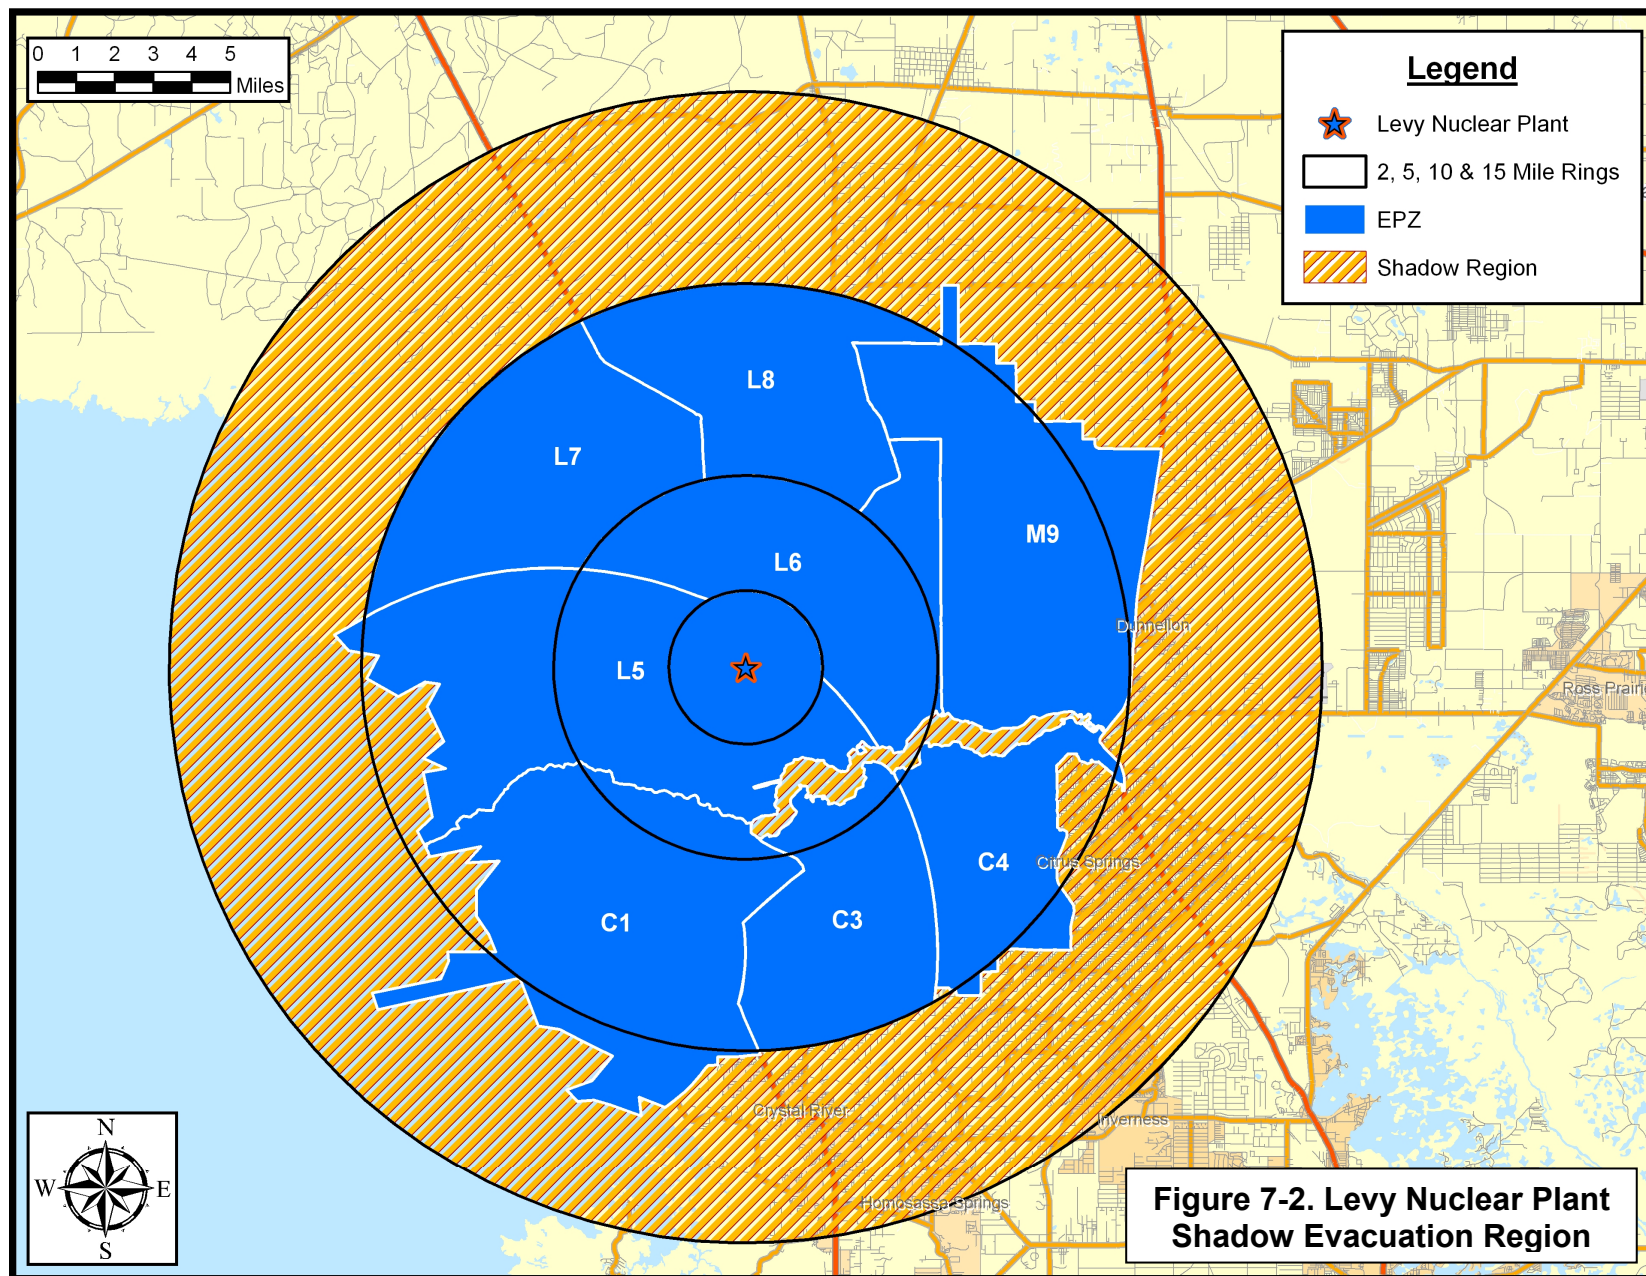 0 1 2 3 4 5
Miles
Legend
Levy Nuclear Plant
2, 5, 10 & 15 Mile Rings
EPZ
Shadow Region
L8
L7
M9
L6
Dunnellon
L5
Ross Prairie
C4
Citrus Springs
C1
C3
Crystal River
Inverness
Homosassa Springs
N
W E
S
Figure 7-2. Levy Nuclear Plant
Shadow Evacuation Region